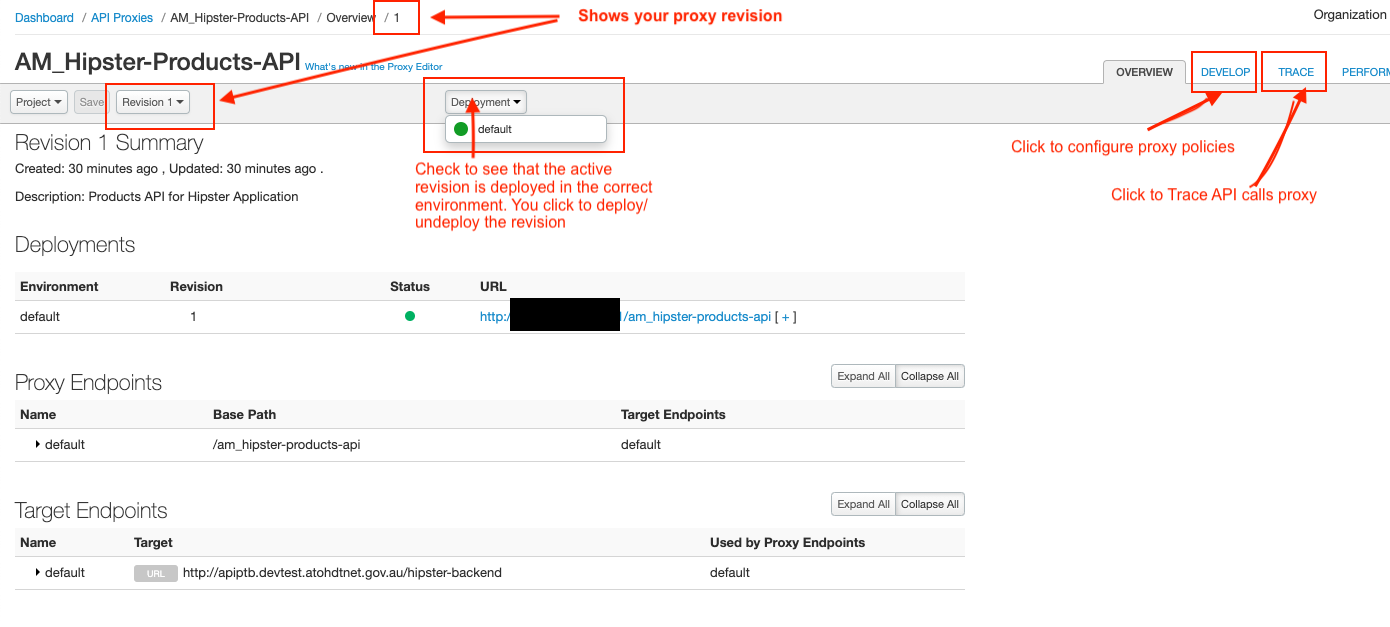 Dashboard / API Proxies / AM_Hipster-Products-API / Overview / 1
Shows your proxy revision
Organization
AM_Hipster-Products-API What's new in the Proxy Editor
OVERVIEW DEVELOP TRACE PERFORM
Project Save Revision 1 Deployment
default
Revision 1 Summary
Created: 30 minutes ago , Updated: 30 minutes ago .
Description: Products API for Hipster Application
Check to see that the active
revision is deployed in the correct
environment. You click to deploy/
undeploy the revision
Click to configure proxy policies
Click to Trace API calls proxy
Deployments
Environment Revision Status URL
default 1 http:/ /am_hipster-products-api [ + ]
Proxy Endpoints
Expand All Collapse All
Name Base Path Target Endpoints
default /am_hipster-products-api default
Target Endpoints
Expand All Collapse All
Name Target Used by Proxy Endpoints
default URL http://apiptb.devtest.atohdtnet.gov.au/hipster-backend default